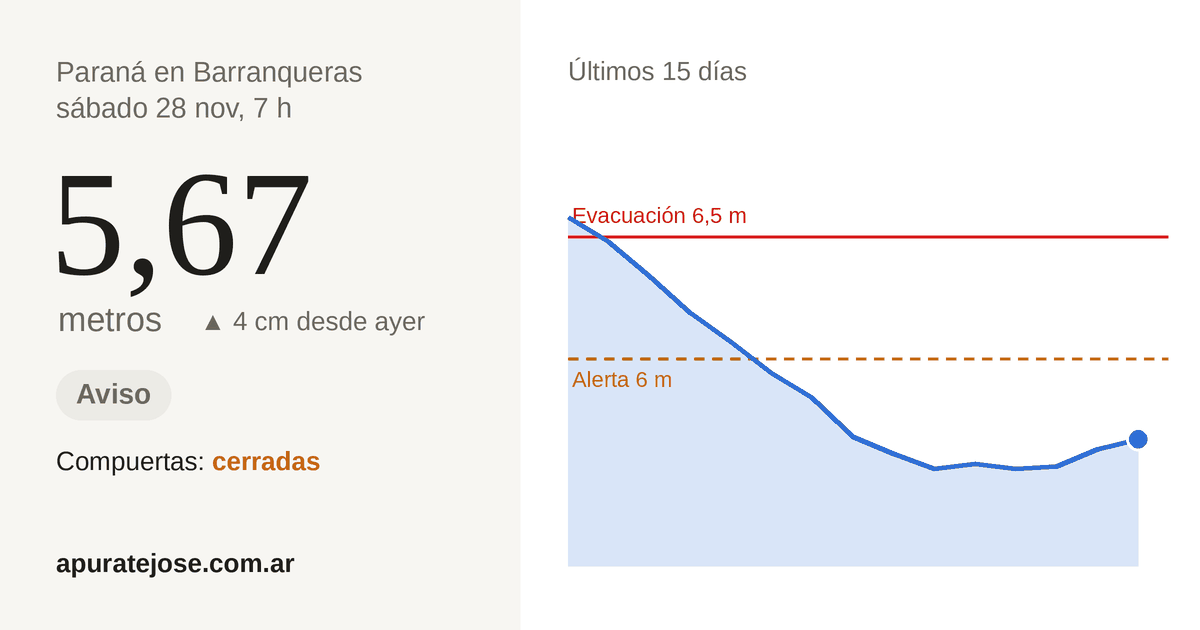 Paraná en Barranqueras
sábado 28 nov, 7 h
5,67
metros ▲ 4 cm desde ayer
Aviso
Compuertas: cerradas
apuratejose.com.ar
Últimos 15 días
Evacuación 6,5 m
Alerta 6 m